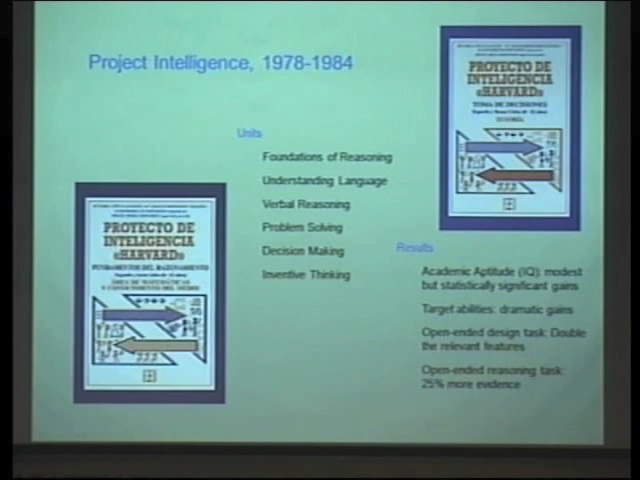 Project Intelligence, 1978-1984
Units
Foundations of Reasoning
Understanding Language
Verbal Reasoning
Problem Solving
Decision Making
Inventive Thinking
PROYECTO DE
INTELIGENCIA
«HARVARD»
FUNDAMENTOS DEL RAZONAMIENTO
PROYECTO DE
INTELIGENCIA
«HARVARD»
TOMA DE DECISIONES
Results
Academic Aptitude (IQ): modest
but statistically significant gains
Target abilities: dramatic gains
Open-ended design task: Double
the relevant features
Open-ended reasoning task:
25% more evidence